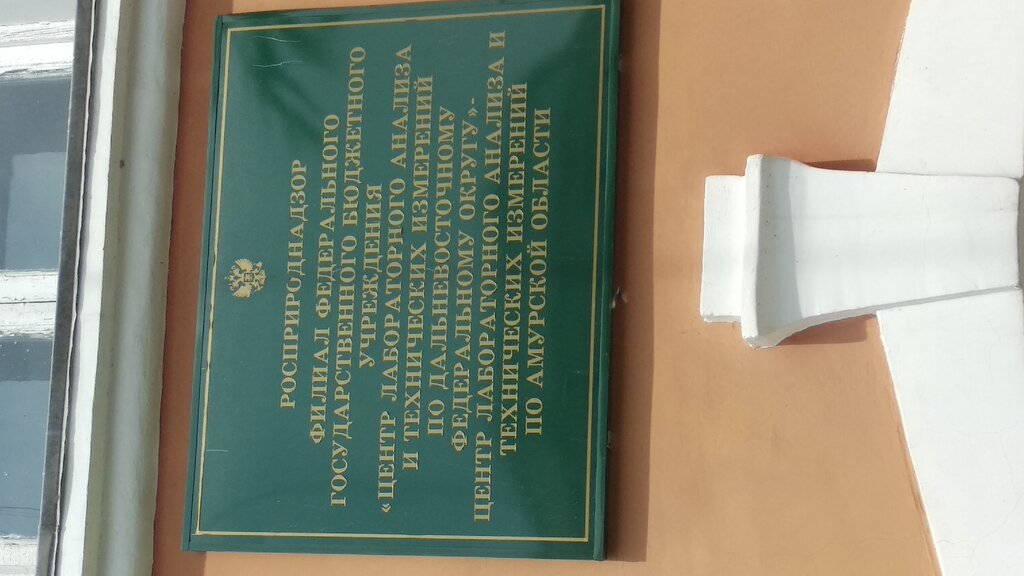 РОСПРИРОДНАДЗОР
ФИЛИАЛ ФЕДЕРАЛЬНОГО
ГОСУДАРСТВЕННОГО БЮДЖЕТНОГО
УЧРЕЖДЕНИЯ
«ЦЕНТР ЛАБОРАТОРНОГО АНАЛИЗА
И ТЕХНИЧЕСКИХ ИЗМЕРЕНИЙ
ПО ДАЛЬНЕВОСТОЧНОМУ
ФЕДЕРАЛЬНОМУ ОКРУГУ»-
ЦЕНТР ЛАБОРАТОРНОГО АНАЛИЗА И
ТЕХНИЧЕСКИХ ИЗМЕРЕНИЙ
ПО АМУРСКОЙ ОБЛАСТИ